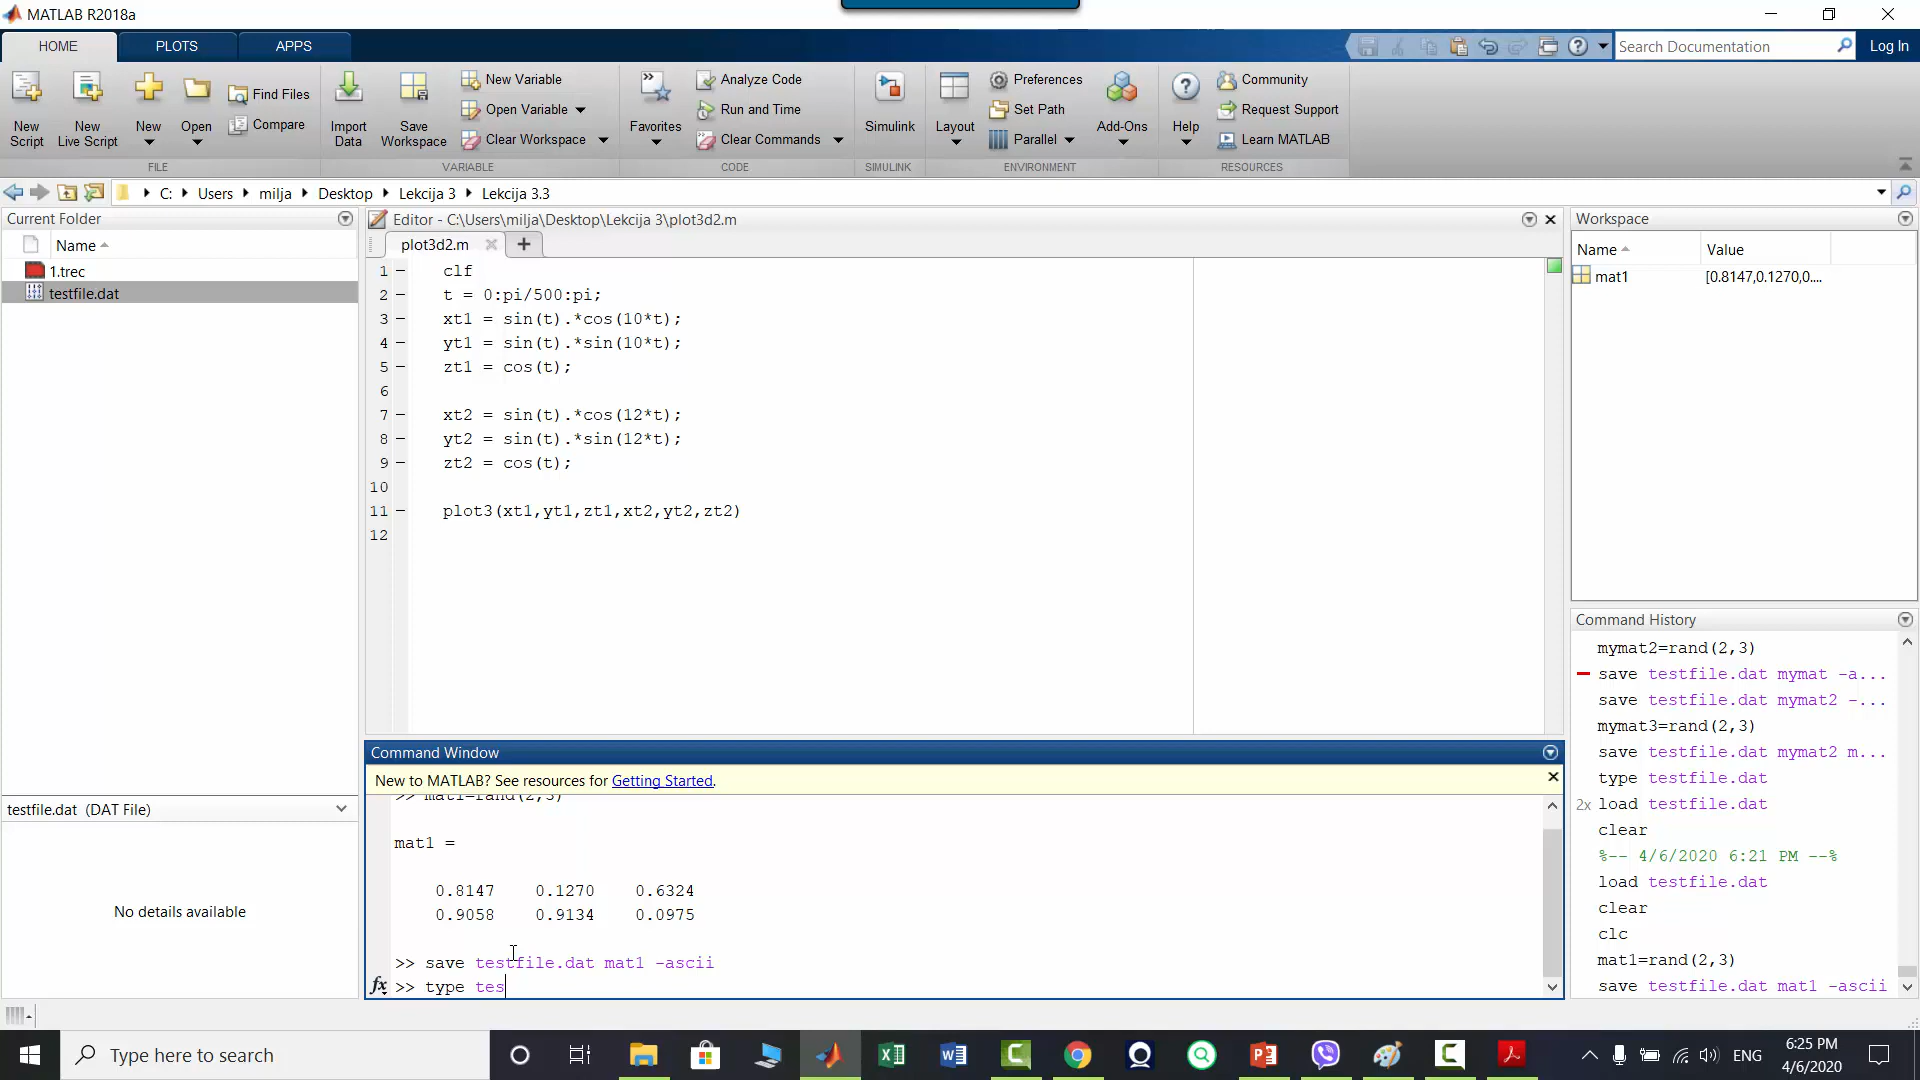 MATLAB R2018a
HOME PLOTS APPS
Search Documentation
Log In
New Script
New Live Script
New
Open
Find Files
Compare
FILE
Import Data
Save Workspace
New Variable
Open Variable
Clear Workspace
VARIABLE
Favorites
Analyze Code
Run and Time
Clear Commands
CODE
Simulink
SIMULINK
Layout
Preferences
Set Path
Parallel
Add-Ons
ENVIRONMENT
Help
Community
Request Support
Learn MATLAB
RESOURCES
C: Users milja Desktop Lekcija 3 Lekcija 3.3
Current Folder
Name
1.trec
testfile.dat
testfile.dat (DAT File)
No details available
Editor - C:\Users\milja\Desktop\Lekcija 3\plot3d2.m
plot3d2.m
1 clf
2 t = 0:pi/500:pi;
3 xt1 = sin(t).*cos(10*t);
4 yt1 = sin(t).*sin(10*t);
5 zt1 = cos(t);
6
7 xt2 = sin(t).*cos(12*t);
8 yt2 = sin(t).*sin(12*t);
9 zt2 = cos(t);
10
11 plot3(xt1,yt1,zt1,xt2,yt2,zt2)
12
Command Window
New to MATLAB? See resources for Getting Started.
>> mat1=rand(2,3)
mat1 =
0.8147 0.1270 0.6324
0.9058 0.9134 0.0975
>> save testfile.dat mat1 -ascii
fx >> type tes
Workspace
Name Value
mat1 [0.8147,0.1270,0....
Command History
mymat2=rand(2,3)
save testfile.dat mymat -a...
save testfile.dat mymat2 -...
mymat3=rand(2,3)
save testfile.dat mymat2 m...
type testfile.dat
2x load testfile.dat
clear
%-- 4/6/2020 6:21 PM --%
load testfile.dat
clear
clc
mat1=rand(2,3)
save testfile.dat mat1 -ascii
Type here to search
ENG
6:25 PM
4/6/2020